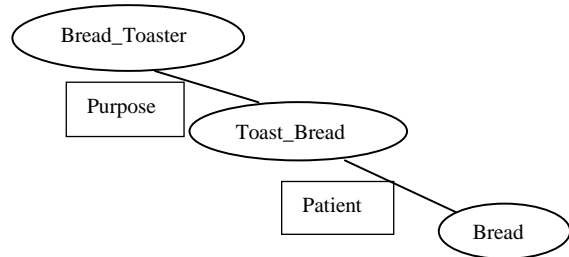 Bread_Toaster
Purpose
Toast_Bread
Patient
Bread